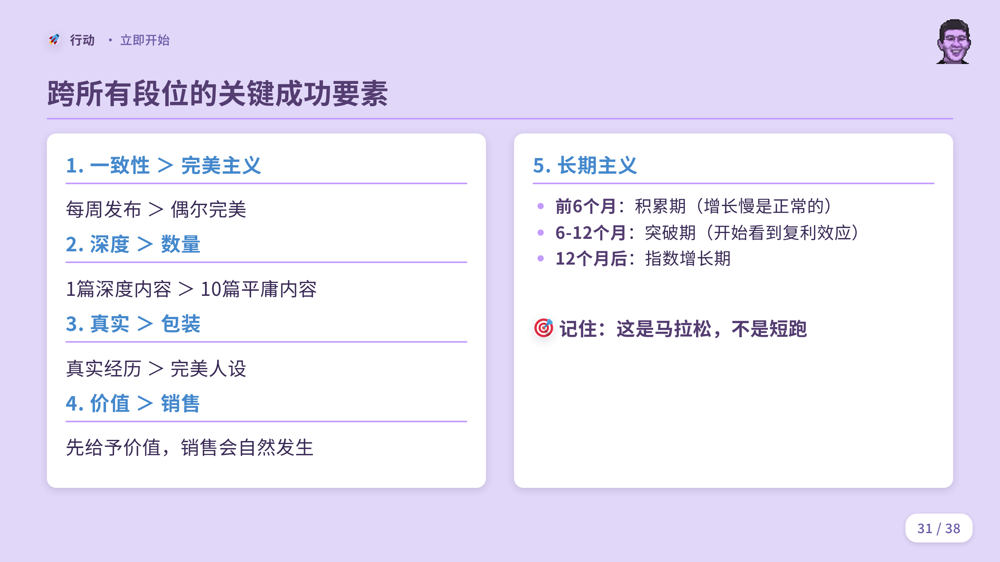 行动 • 立即开始
跨所有段位的关键成功要素
1. 一致性 ＞ 完美主义
每周发布 ＞ 偶尔完美
2. 深度 ＞ 数量
1篇深度内容 ＞ 10篇平庸内容
3. 真实 ＞ 包装
真实经历 ＞ 完美人设
4. 价值 ＞ 销售
先给予价值，销售会自然发生
5. 长期主义
• 前6个月：积累期（增长慢是正常的）
• 6-12个月：突破期（开始看到复利效应）
• 12个月后：指数增长期
记住：这是马拉松，不是短跑
31 / 38